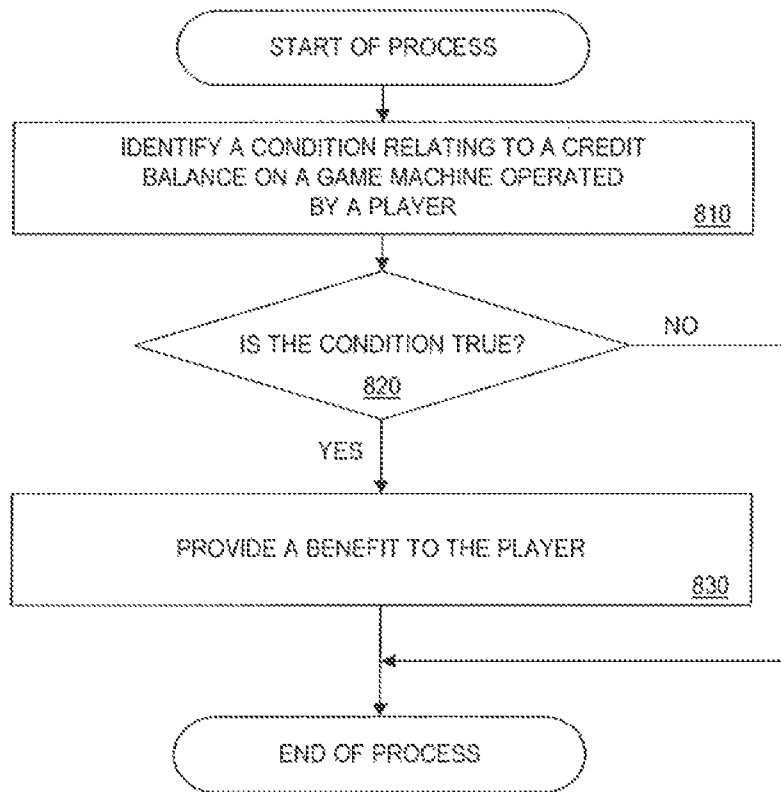 START OF PROCESS
IDENTIFY A CONDITION RELATING TO A CREDIT
BALANCE ON A GAME MACHINE OPERATED
BY A PLAYER
810
IS THE CONDITION TRUE?
820
NO
YES
PROVIDE A BENEFIT TO THE PLAYER
830
END OF PROCESS